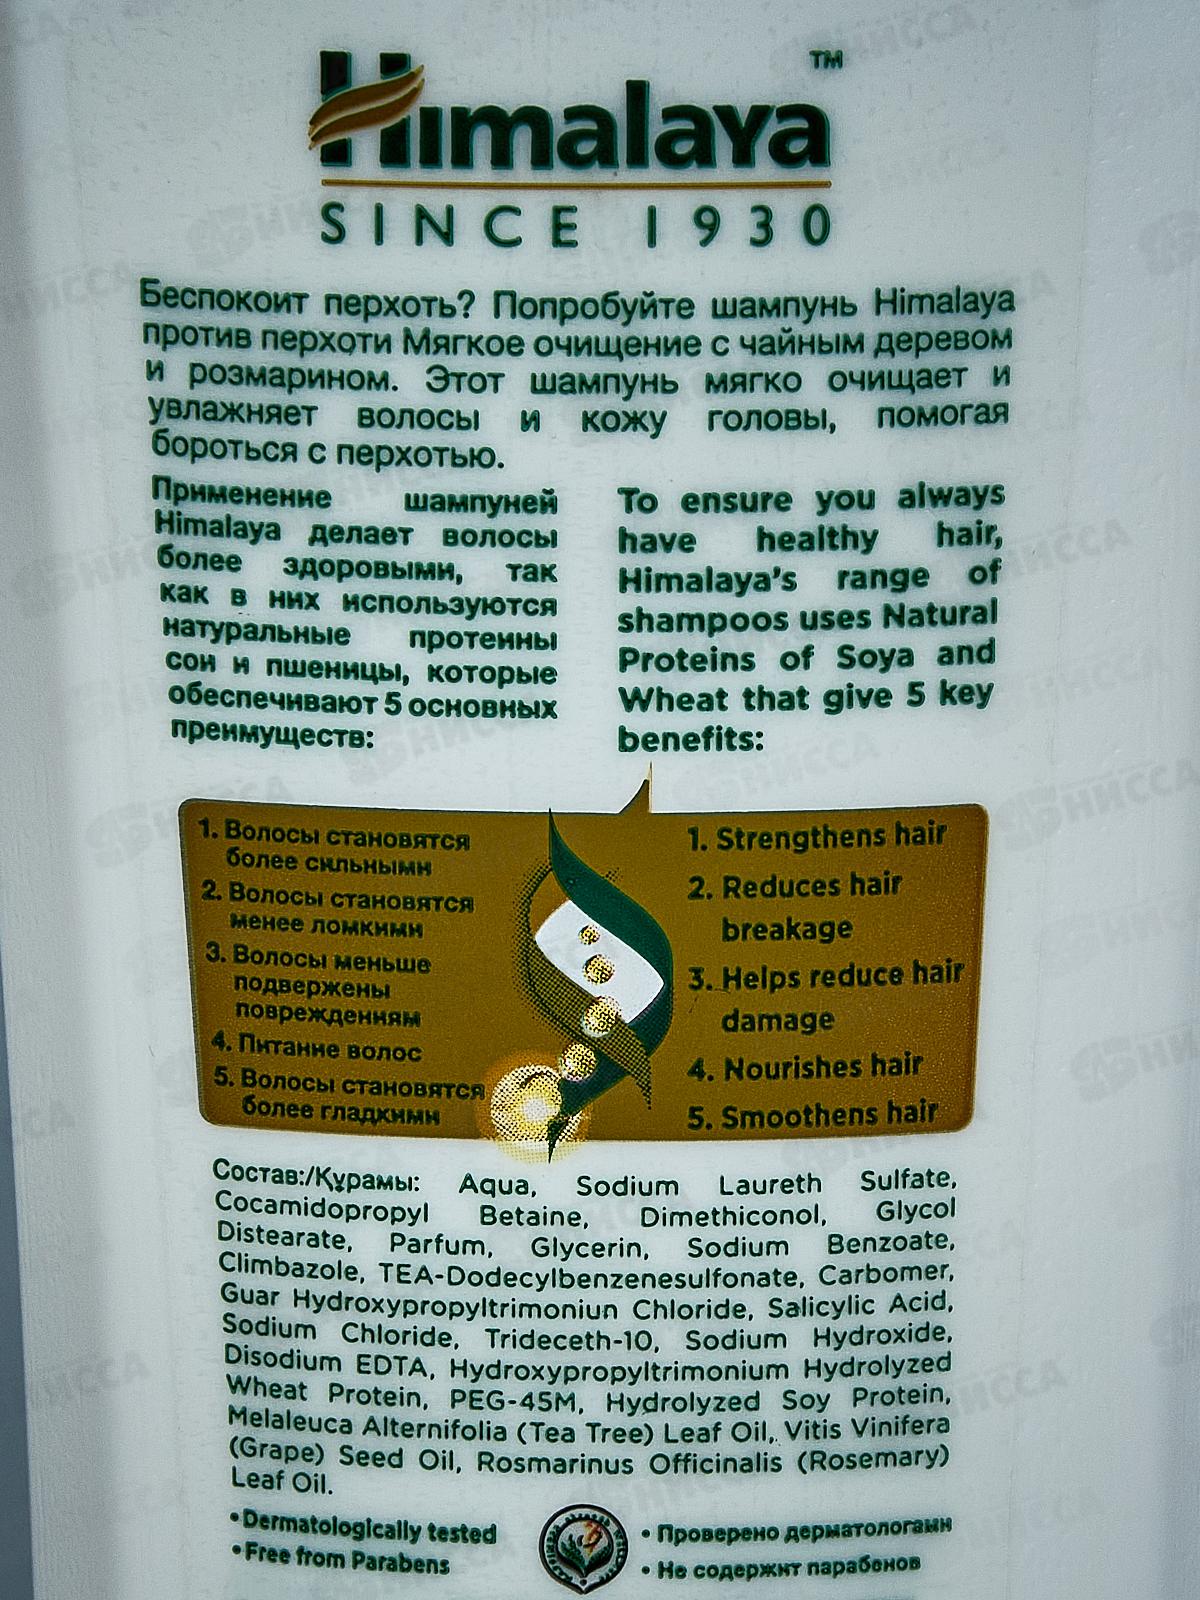 Himalaya™
SINCE 1930
Беспокоит перхоть? Попробуйте шампунь Himalaya
против перхоти Мягкое очищение с чайным деревом
и розмарином. Этот шампунь мягко очищает и
увлажняет волосы и кожу головы, помогая
бороться с перхотью.
Применение шампуней
Himalaya делает волосы
более здоровыми, так
как в них используются
натуральные протеины
сои и пшеницы, которые
обеспечивают 5 основных
преимуществ:
To ensure you always
have healthy hair,
Himalaya's range of
shampoos uses Natural
Proteins of Soya and
Wheat that give 5 key
benefits:
1. Волосы становятся
более сильными
2. Волосы становятся
менее ломкими
3. Волосы меньше
подвержены
повреждениям
4. Питание волос
5. Волосы становятся
более гладкими
1. Strengthens hair
2. Reduces hair
breakage
3. Helps reduce hair
damage
4. Nourishes hair
5. Smoothens hair
Состав:/Құрамы: Aqua, Sodium Laureth Sulfate,
Cocamidopropyl Betaine, Dimethiconol, Glycol
Distearate, Parfum, Glycerin, Sodium Benzoate,
Climbazole, TEA-Dodecylbenzenesulfonate, Carbomer,
Guar Hydroxypropyltrimoniun Chloride, Salicylic Acid,
Sodium Chloride, Trideceth-10, Sodium Hydroxide,
Disodium EDTA, Hydroxypropyltrimonium Hydrolyzed
Wheat Protein, PEG-45M, Hydrolyzed Soy Protein,
Melaleuca Alternifolia (Tea Tree) Leaf Oil, Vitis Vinifera
(Grape) Seed Oil, Rosmarinus Officinalis (Rosemary)
Leaf Oil.
• Dermatologically tested
• Free from Parabens
• Проверено дерматологами
• Не содержит парабенов